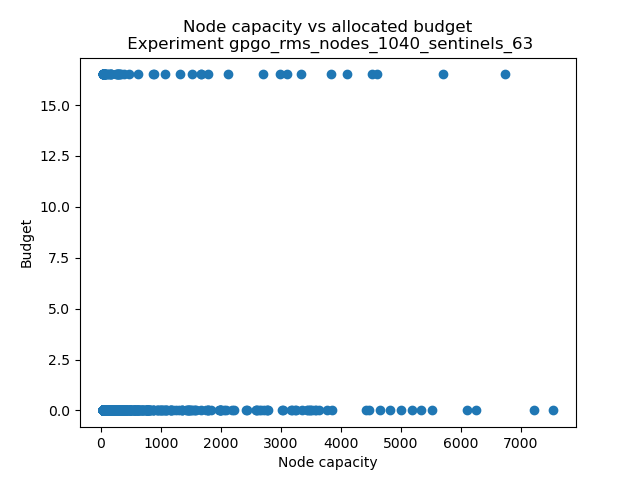 Node capacity vs allocated budget
Experiment gpgo_rms_nodes_1040_sentinels_63
Budget
15.0
12.5
10.0
7.5
5.0
2.5
0.0
0 1000 2000 3000 4000 5000 6000 7000
Node capacity